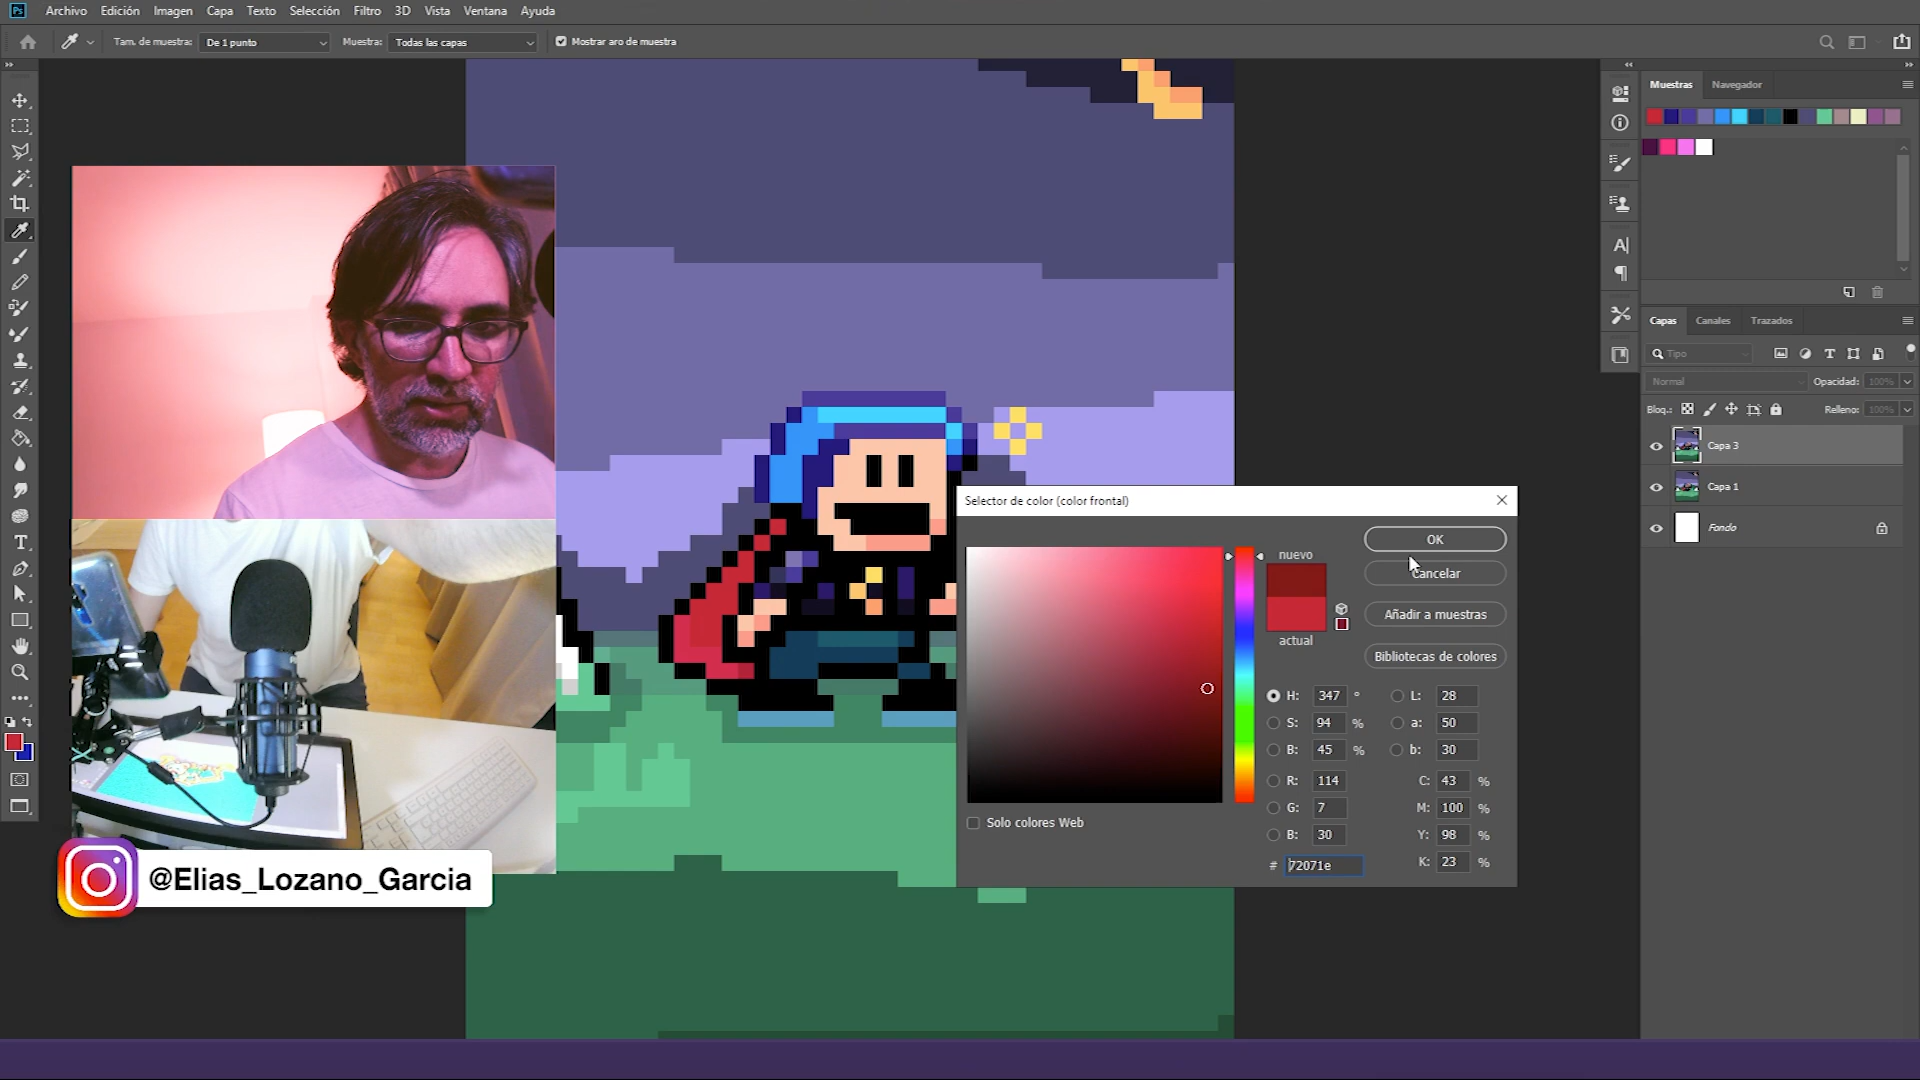 Ps Archivo Edición Imagen Capa Texto Selección Filtro 3D Vista Ventana Ayuda
Tam. de muestra: De 1 punto Muestra: Todas las capas Mostrar aro de muestra
Muestras Navegador
Capas Canales Trazados
Tipo
Normal Opacidad: 100%
Bloq.: Relleno: 100%
Capa 3
Capa 1
Fondo
Selector de color (color frontal)
nuevo
actual
OK
Cancelar
Añadir a muestras
Bibliotecas de colores
H: 347 ° L: 28
S: 94 % a: 50
B: 45 % b: 30
R: 114 C: 43 %
G: 7 M: 100 %
B: 30 Y: 98 %
# 72071e K: 23 %
Solo colores Web
@Elias_Lozano_Garcia